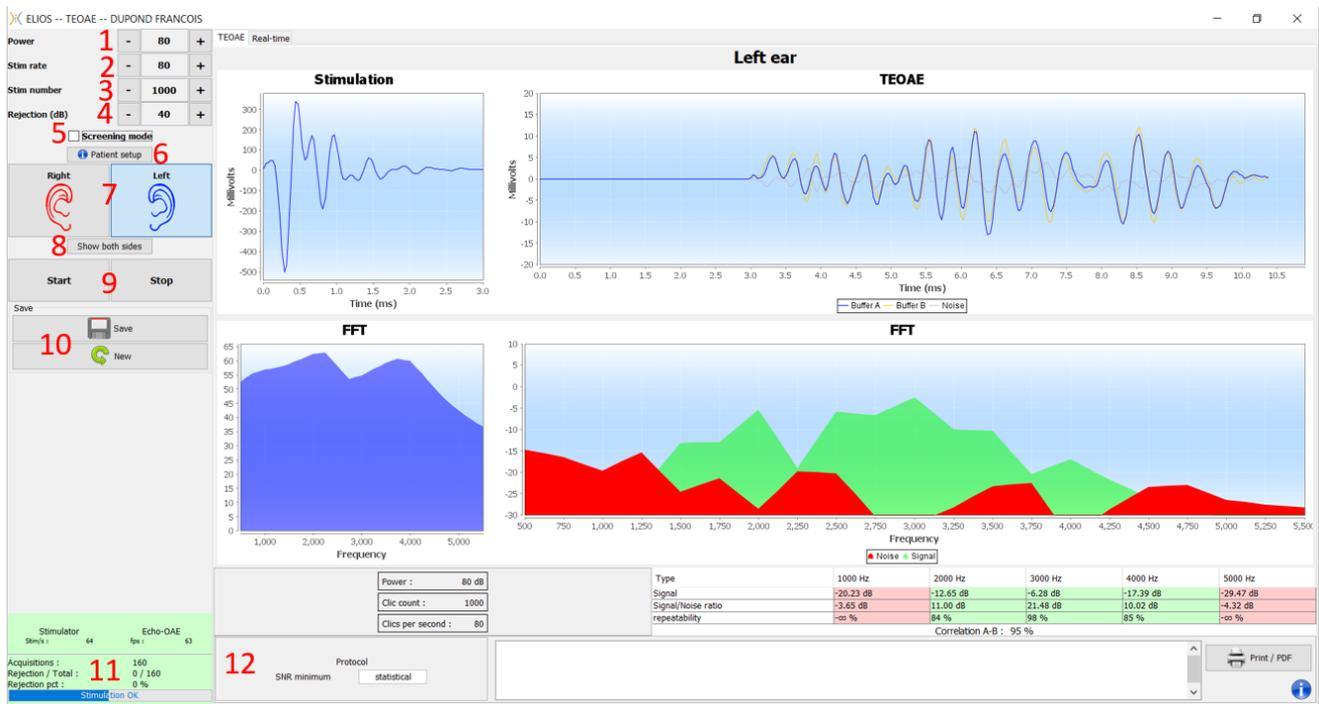 ELIOS -- TEOAE -- DUPOND FRANCOIS
Power 1 - 80 +
Stim rate 2 - 80 +
Stim number 3 - 1000 +
Rejection (dB) 4 - 40 +
5 Screening mode
Patient setup 6
Right 7 Left
8 Show both sides
Start 9 Stop
Save
10 Save
New
Stimulator Echo-OAE
Stim/s : 64 fps : 63
Acquisitions : 160
Rejection / Total : 11 0 / 160
Rejection pct : 0 %
Stimulation OK
TEOAE Real-time
Left ear
Stimulation
Millivolts
300
200
100
0
-100
-200
-300
-400
-500
0.0 0.5 1.0 1.5 2.0 2.5 3.0
Time (ms)
TEOAE
Millivolts
20
15
10
5
0
-5
-10
-15
-20
0.0 0.5 1.0 1.5 2.0 2.5 3.0 3.5 4.0 4.5 5.0 5.5 6.0 6.5 7.0 7.5 8.0 8.5 9.0 9.5 10.0 10.5
Time (ms)
Buffer A Buffer B Noise
FFT
65
60
55
50
45
40
35
30
25
20
15
10
5
0
1,000 2,000 3,000 4,000 5,000
Frequency
FFT
10
5
0
-5
-10
-15
-20
-25
-30
500 750 1,000 1,250 1,500 1,750 2,000 2,250 2,500 2,750 3,000 3,250 3,500 3,750 4,000 4,250 4,500 4,750 5,000 5,250 5,500
Frequency
Noise Signal
Power : 80 dB
Clic count : 1000
Clics per second : 80
Type 1000 Hz 2000 Hz 3000 Hz 4000 Hz 5000 Hz
Signal -20.23 dB -12.65 dB -6.28 dB -17.39 dB -29.47 dB
Signal/Noise ratio -3.65 dB 11.00 dB 21.48 dB 10.02 dB -4.32 dB
repeatability -∞ % 84 % 98 % 85 % -∞ %
Correlation A-B : 95 %
12 Protocol
SNR minimum statistical
Print / PDF